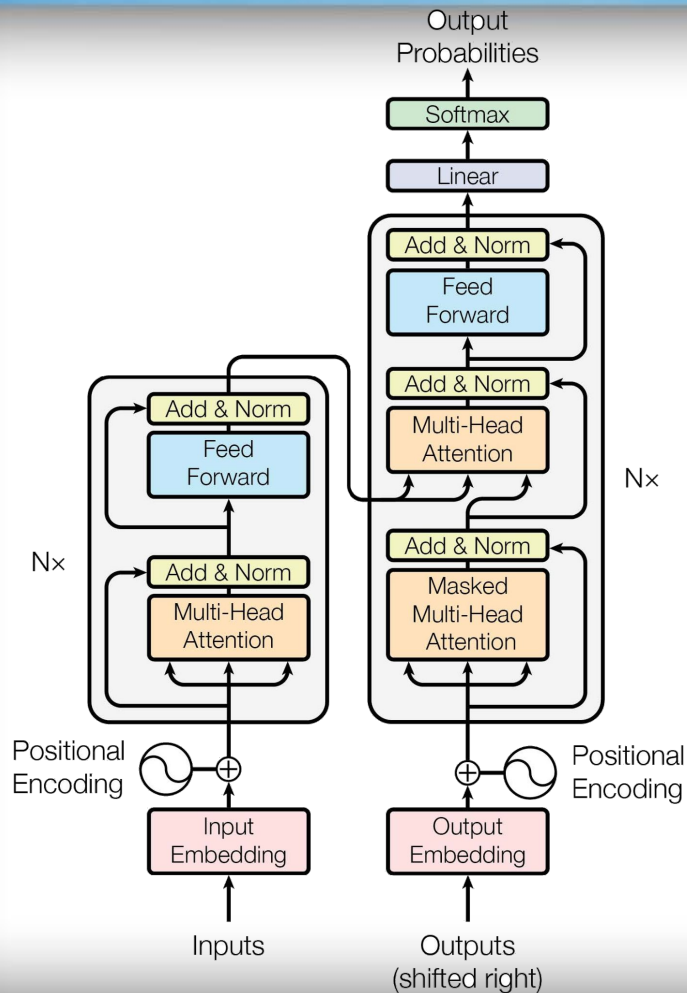 Output
Probabilities
Softmax
Linear
Add & Norm
Feed
Forward
Add & Norm
Multi-Head
Attention
Add & Norm
Masked
Multi-Head
Attention
N×
Add & Norm
Feed
Forward
Add & Norm
Multi-Head
Attention
N×
Positional
Encoding
Positional
Encoding
Input
Embedding
Output
Embedding
Inputs
Outputs
(shifted right)